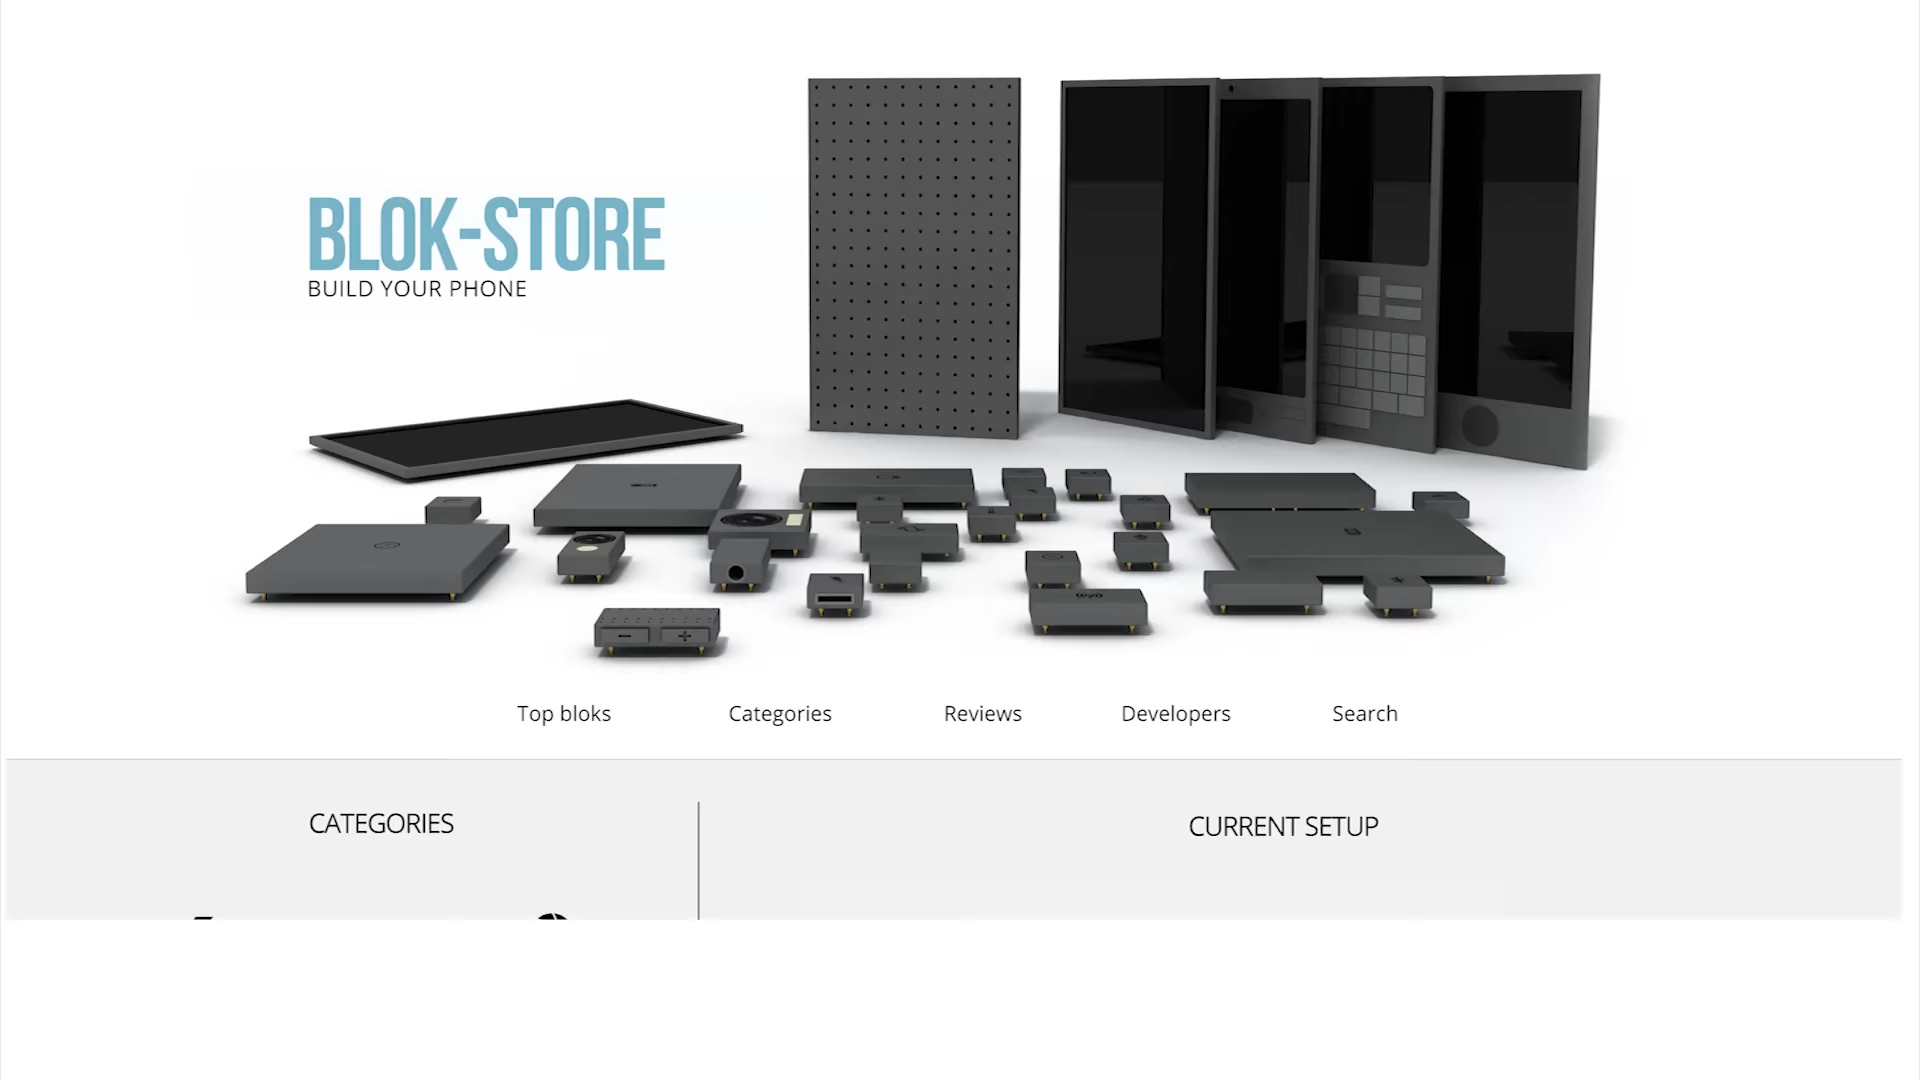 BLOK-STORE
BUILD YOUR PHONE
Top bloks
Categories
Reviews
Developers
Search
CATEGORIES
CURRENT SETUP